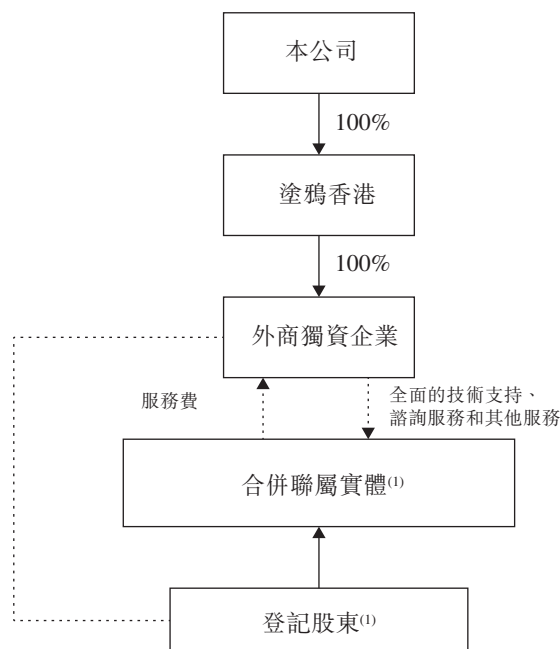 本公司
100%
塗鴉香港
100%
外商獨資企業
服務費
全面的技術支持、
諮詢服務和其他服務
合併聯屬實體(1)
登記股東(1)